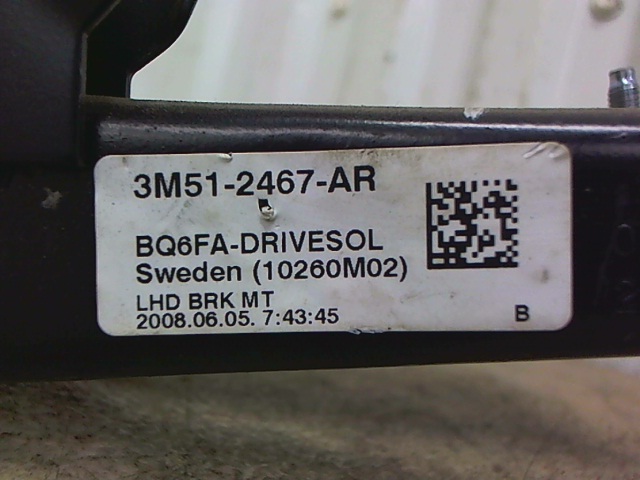 3M51-2467-AR
BQ6FA-DRIVESOL
Sweden (10260M02)
LHD BRK MT
2008.06.05. 7:43:45
B